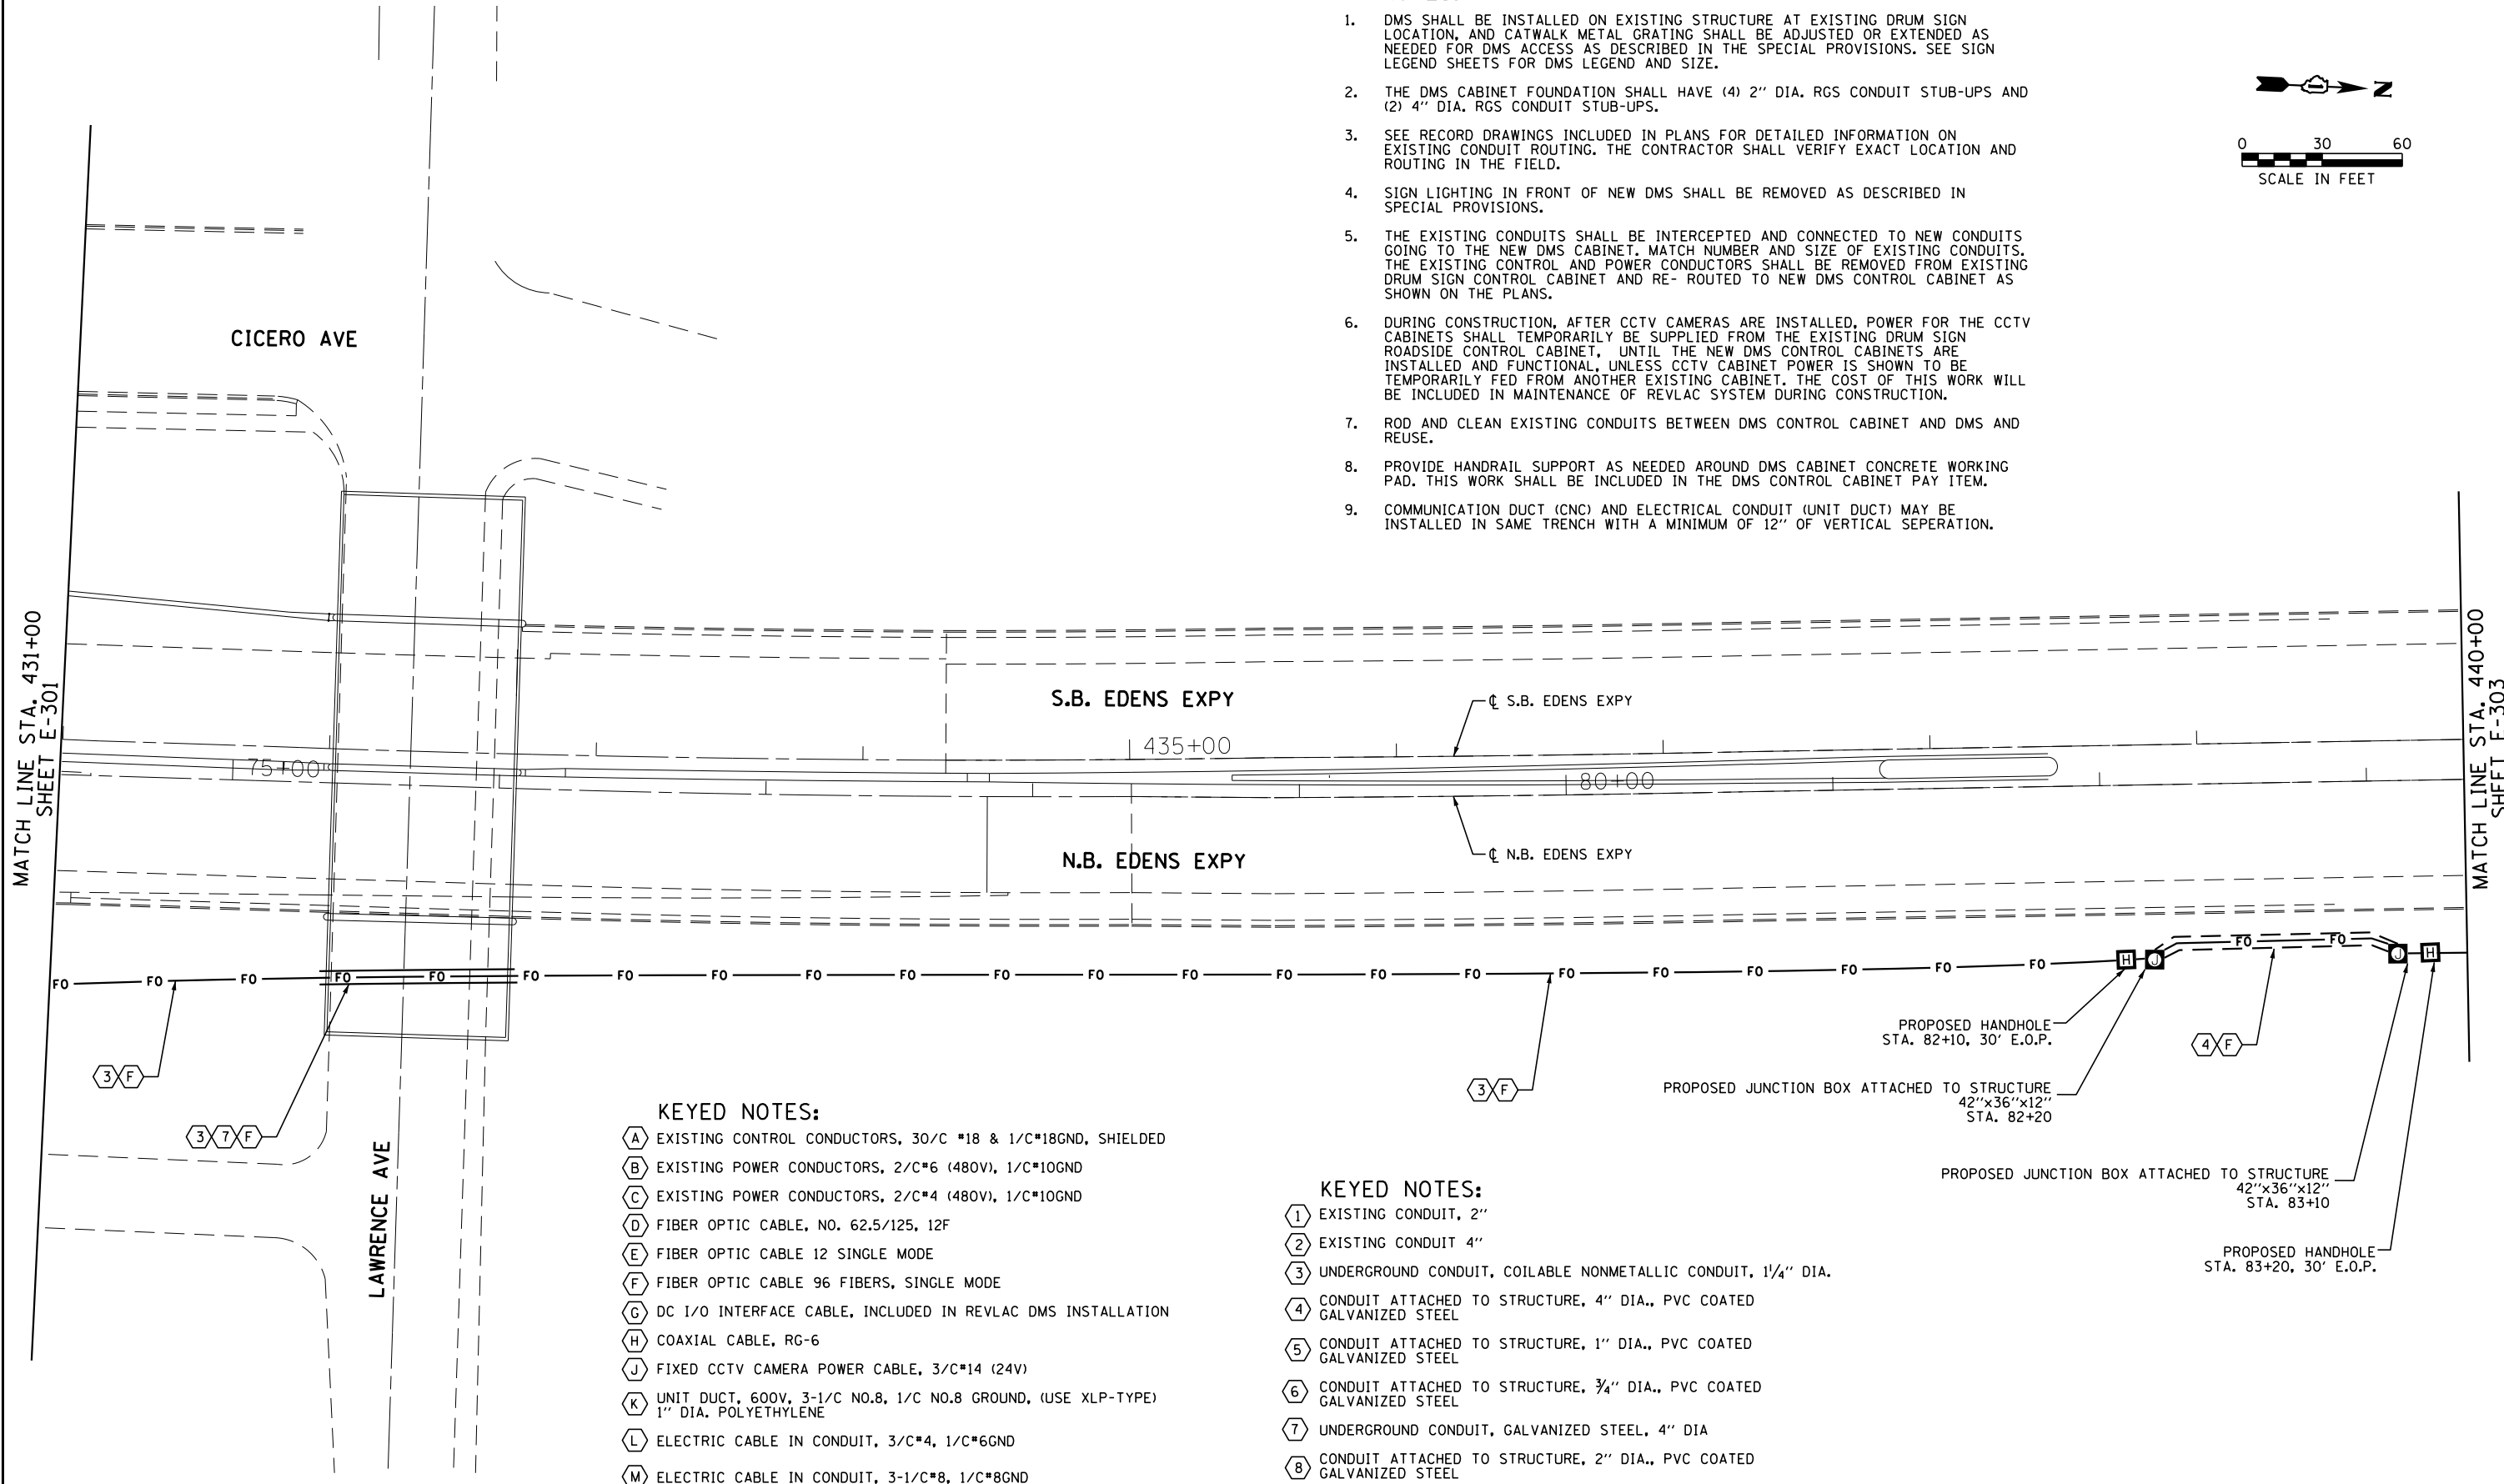 1. DMS SHALL BE INSTALLED ON EXISTING STRUCTURE AT EXISTING DRUM SIGN
LOCATION, AND CATWALK METAL GRATING SHALL BE ADJUSTED OR EXTENDED AS
NEEDED FOR DMS ACCESS AS DESCRIBED IN THE SPECIAL PROVISIONS. SEE SIGN
LEGEND SHEETS FOR DMS LEGEND AND SIZE.
2. THE DMS CABINET FOUNDATION SHALL HAVE (4) 2'' DIA. RGS CONDUIT STUB-UPS AND
(2) 4'' DIA. RGS CONDUIT STUB-UPS.
3. SEE RECORD DRAWINGS INCLUDED IN PLANS FOR DETAILED INFORMATION ON
EXISTING CONDUIT ROUTING. THE CONTRACTOR SHALL VERIFY EXACT LOCATION AND
ROUTING IN THE FIELD.
4. SIGN LIGHTING IN FRONT OF NEW DMS SHALL BE REMOVED AS DESCRIBED IN
SPECIAL PROVISIONS.
5. THE EXISTING CONDUITS SHALL BE INTERCEPTED AND CONNECTED TO NEW CONDUITS
GOING TO THE NEW DMS CABINET. MATCH NUMBER AND SIZE OF EXISTING CONDUITS.
THE EXISTING CONTROL AND POWER CONDUCTORS SHALL BE REMOVED FROM EXISTING
DRUM SIGN CONTROL CABINET AND RE- ROUTED TO NEW DMS CONTROL CABINET AS
SHOWN ON THE PLANS.
6. DURING CONSTRUCTION, AFTER CCTV CAMERAS ARE INSTALLED, POWER FOR THE CCTV
CABINETS SHALL TEMPORARILY BE SUPPLIED FROM THE EXISTING DRUM SIGN
ROADSIDE CONTROL CABINET, UNTIL THE NEW DMS CONTROL CABINETS ARE
INSTALLED AND FUNCTIONAL, UNLESS CCTV CABINET POWER IS SHOWN TO BE
TEMPORARILY FED FROM ANOTHER EXISTING CABINET. THE COST OF THIS WORK WILL
BE INCLUDED IN MAINTENANCE OF REVLAC SYSTEM DURING CONSTRUCTION.
7. ROD AND CLEAN EXISTING CONDUITS BETWEEN DMS CONTROL CABINET AND DMS AND
REUSE.
8. PROVIDE HANDRAIL SUPPORT AS NEEDED AROUND DMS CABINET CONCRETE WORKING
PAD. THIS WORK SHALL BE INCLUDED IN THE DMS CONTROL CABINET PAY ITEM.
9. COMMUNICATION DUCT (CNC) AND ELECTRICAL CONDUIT (UNIT DUCT) MAY BE
INSTALLED IN SAME TRENCH WITH A MINIMUM OF 12'' OF VERTICAL SEPERATION.
N
0 30 60
SCALE IN FEET
CICERO AVE
MATCH LINE STA. 431+00
SHEET E-301
S.B. EDENS EXPY
℄ S.B. EDENS EXPY
435+00
75+00
80+00
N.B. EDENS EXPY
℄ N.B. EDENS EXPY
MATCH LINE STA. 440+00
SHEET E-303
FO FO FO FO FO FO FO FO FO FO FO FO FO FO FO FO FO FO FO FO FO FO H J FO FO J H
3 F
3 7 F
3 F
4 F
PROPOSED HANDHOLE
STA. 82+10, 30' E.O.P.
PROPOSED JUNCTION BOX ATTACHED TO STRUCTURE
42''x36''x12''
STA. 82+20
PROPOSED JUNCTION BOX ATTACHED TO STRUCTURE
42''x36''x12''
STA. 83+10
PROPOSED HANDHOLE
STA. 83+20, 30' E.O.P.
LAWRENCE AVE
KEYED NOTES:
A EXISTING CONTROL CONDUCTORS, 30/C #18 & 1/C#18GND, SHIELDED
B EXISTING POWER CONDUCTORS, 2/C#6 (480V), 1/C#10GND
C EXISTING POWER CONDUCTORS, 2/C#4 (480V), 1/C#10GND
D FIBER OPTIC CABLE, NO. 62.5/125, 12F
E FIBER OPTIC CABLE 12 SINGLE MODE
F FIBER OPTIC CABLE 96 FIBERS, SINGLE MODE
G DC I/O INTERFACE CABLE, INCLUDED IN REVLAC DMS INSTALLATION
H COAXIAL CABLE, RG-6
J FIXED CCTV CAMERA POWER CABLE, 3/C#14 (24V)
K UNIT DUCT, 600V, 3-1/C NO.8, 1/C NO.8 GROUND, (USE XLP-TYPE)
1'' DIA. POLYETHYLENE
L ELECTRIC CABLE IN CONDUIT, 3/C#4, 1/C#6GND
M ELECTRIC CABLE IN CONDUIT, 3-1/C#8, 1/C#8GND
KEYED NOTES:
1 EXISTING CONDUIT, 2''
2 EXISTING CONDUIT 4''
3 UNDERGROUND CONDUIT, COILABLE NONMETALLIC CONDUIT, 1 1/4'' DIA.
4 CONDUIT ATTACHED TO STRUCTURE, 4'' DIA., PVC COATED
GALVANIZED STEEL
5 CONDUIT ATTACHED TO STRUCTURE, 1'' DIA., PVC COATED
GALVANIZED STEEL
6 CONDUIT ATTACHED TO STRUCTURE, 3/4'' DIA., PVC COATED
GALVANIZED STEEL
7 UNDERGROUND CONDUIT, GALVANIZED STEEL, 4'' DIA
8 CONDUIT ATTACHED TO STRUCTURE, 2'' DIA., PVC COATED
GALVANIZED STEEL